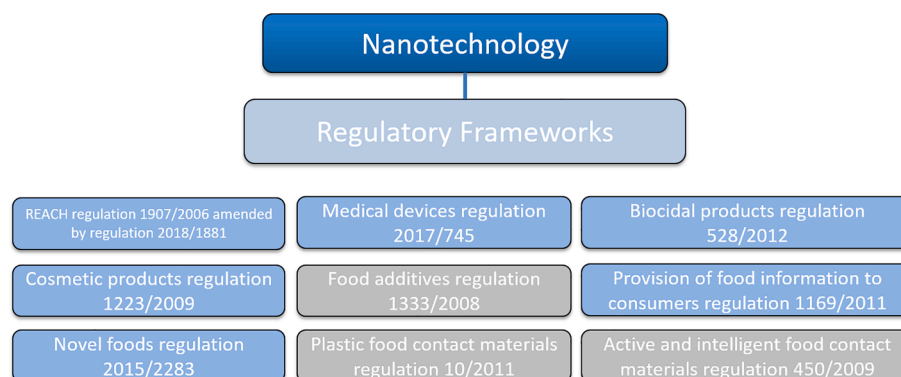 Nanotechnology
Regulatory Frameworks
REACH regulation 1907/2006 amended
by regulation 2018/1881
Medical devices regulation
2017/745
Biocidal products regulation
528/2012
Cosmetic products regulation
1223/2009
Food additives regulation
1333/2008
Provision of food information to
consumers regulation 1169/2011
Novel foods regulation
2015/2283
Plastic food contact materials
regulation 10/2011
Active and intelligent food contact
materials regulation 450/2009